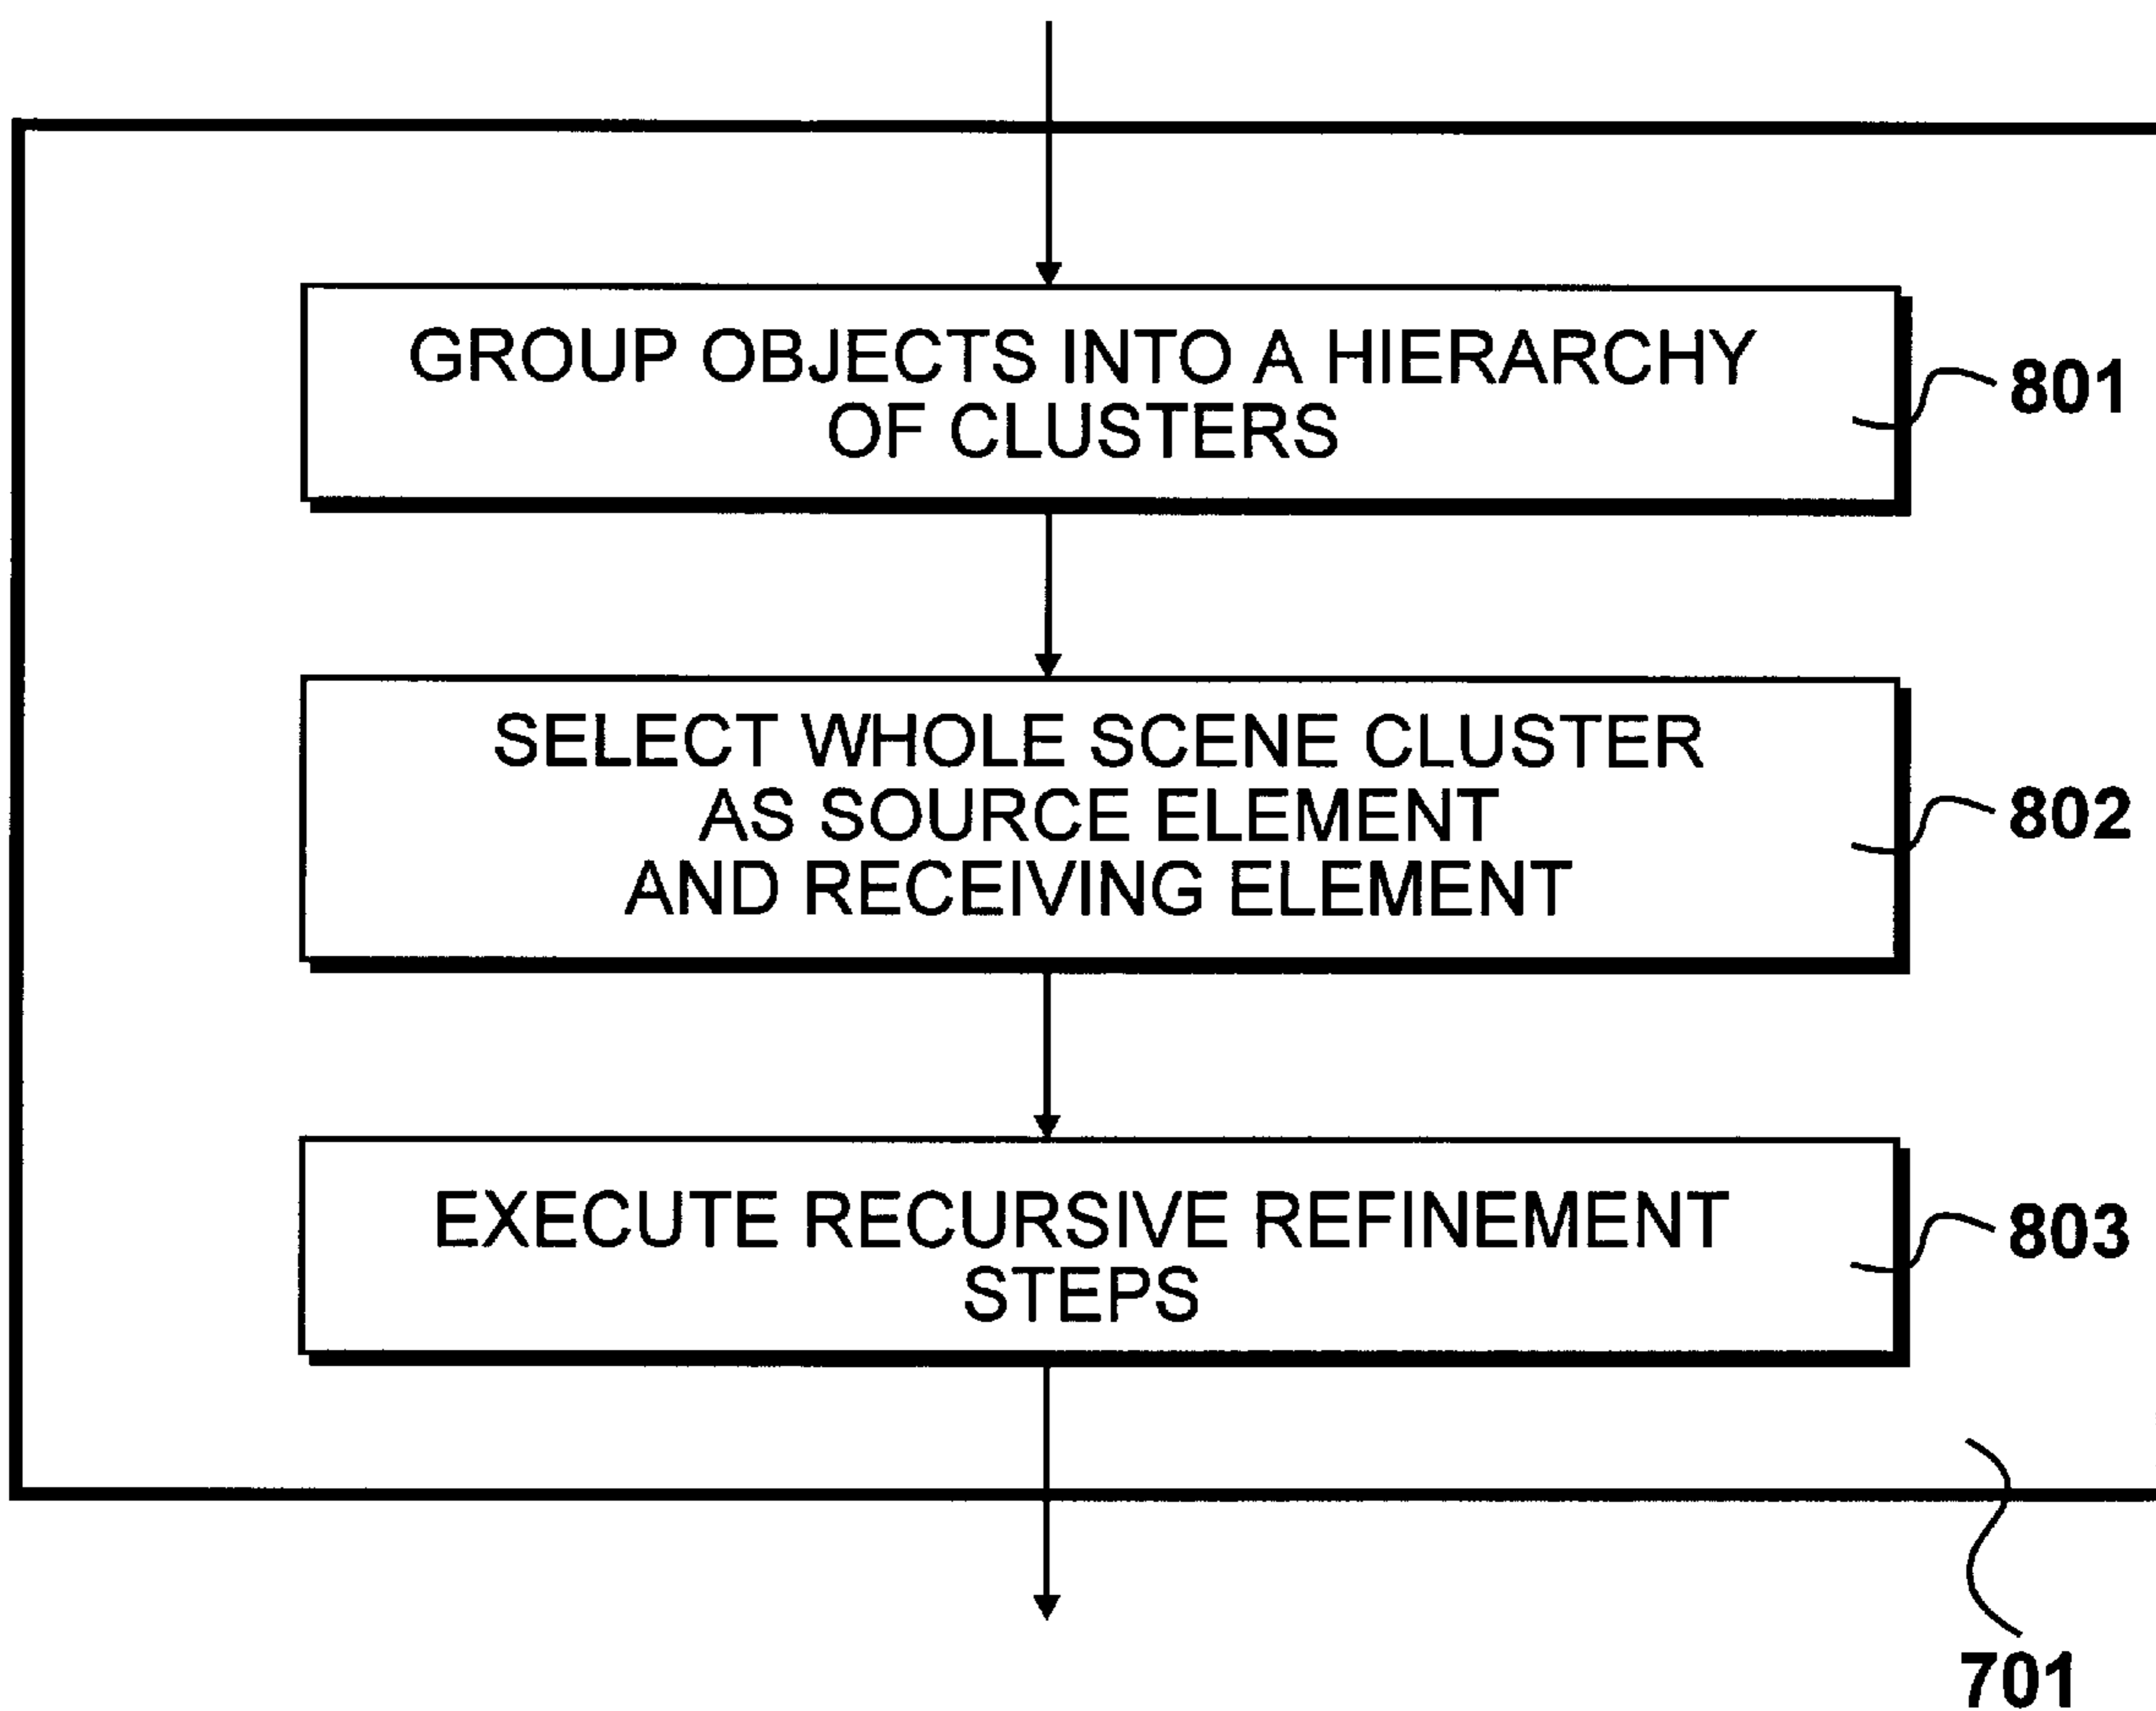 GROUP OBJECTS INTO A HIERARCHY
OF CLUSTERS
801
SELECT WHOLE SCENE CLUSTER
AS SOURCE ELEMENT
AND RECEIVING ELEMENT
802
EXECUTE RECURSIVE REFINEMENT
STEPS
803
701